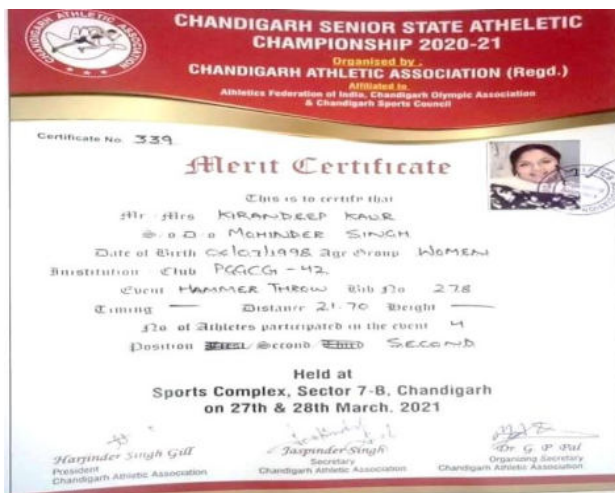 CHANDIGARH ATHLETIC ASSOCIATION
CHANDIGARH SENIOR STATE ATHELETIC
CHAMPIONSHIP 2020-21
Organised by :
CHANDIGARH ATHLETIC ASSOCIATION (Regd.)
Affiliated to
Athletics Federation of India, Chandigarh Olympic Association
& Chandigarh Sports Council
Certificate No. 339
Merit Certificate
This is to certify that
Mr Mrs KIRANDEEP KAUR
S o D o MOHINDER SINGH
Date of Birth 06/07/1998 Age Group WOMEN
Institution Club PGGCG - 42
Event HAMMER THROW Bib No 278
Timing — Distance 21.70 Height —
No of Athletes participated in the event 4
Position First/Second/Third SECOND
Held at
Sports Complex, Sector 7-B, Chandigarh
on 27th & 28th March. 2021
Harjinder Singh Gill Jaspinder Singh Dr G P Pal
President Secretary Organizing Secretary
Chandigarh Athletic Association Chandigarh Athletic Association Chandigarh Athletic Association